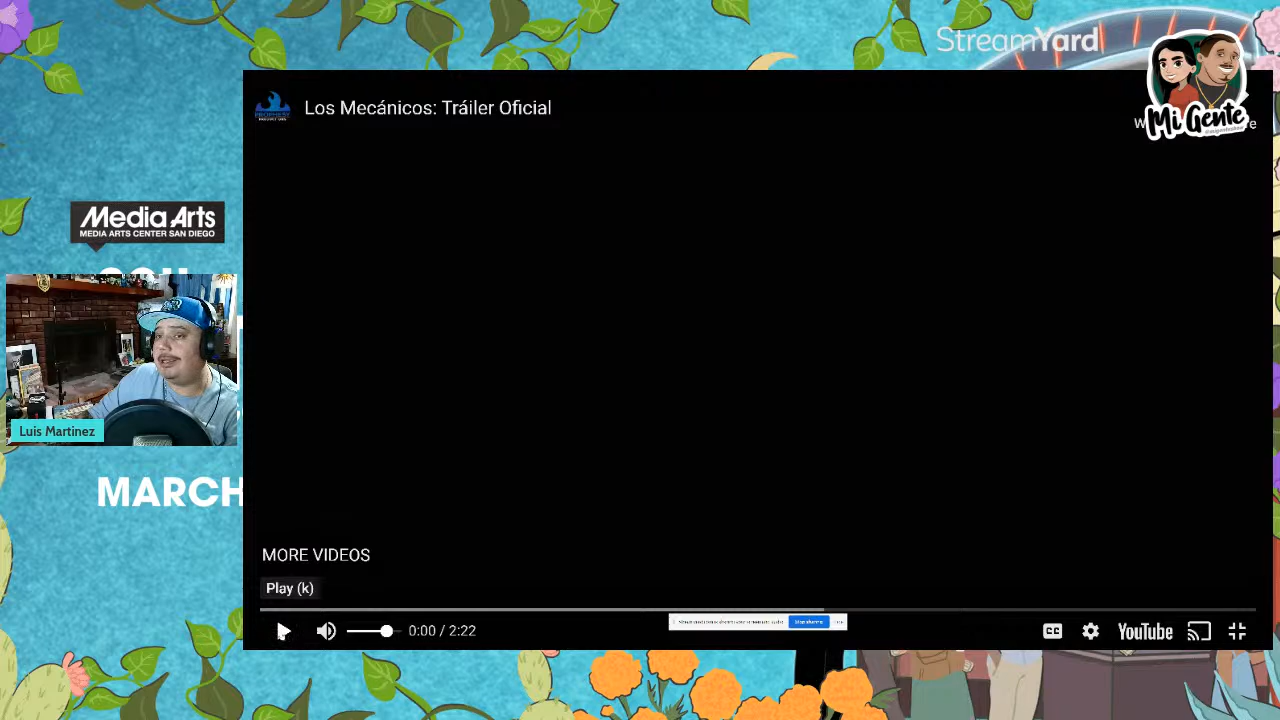 StreamYard
Los Mecánicos: Tráiler Oficial
Mi Gente
Media Arts
MEDIA ARTS CENTER SAN DIEGO
Luis Martinez
MARCH
MORE VIDEOS
Play (k)
0:00 / 2:22
CC
YouTube